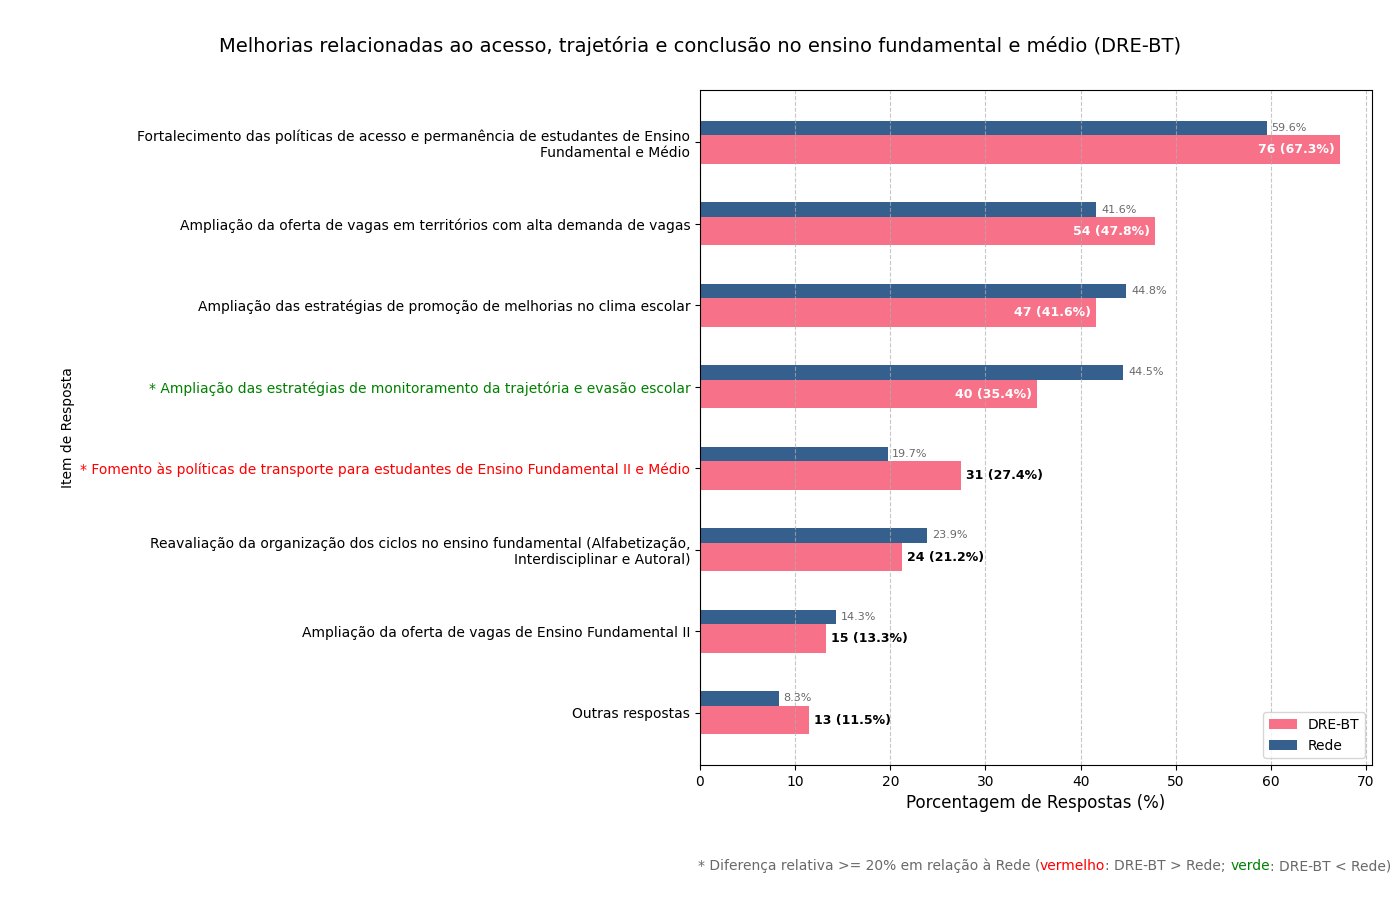 Melhorias relacionadas ao acesso, trajetória e conclusão no ensino fundamental e médio (DRE-BT)
Item de Resposta
Fortalecimento das políticas de acesso e permanência de estudantes de Ensino
Fundamental e Médio
59.6%
76 (67.3%)
Ampliação da oferta de vagas em territórios com alta demanda de vagas
41.6%
54 (47.8%)
Ampliação das estratégias de promoção de melhorias no clima escolar
44.8%
47 (41.6%)
* Ampliação das estratégias de monitoramento da trajetória e evasão escolar
44.5%
40 (35.4%)
* Fomento às políticas de transporte para estudantes de Ensino Fundamental II e Médio
19.7%
31 (27.4%)
Reavaliação da organização dos ciclos no ensino fundamental (Alfabetização,
Interdisciplinar e Autoral)
23.9%
24 (21.2%)
Ampliação da oferta de vagas de Ensino Fundamental II
14.3%
15 (13.3%)
Outras respostas
8.3%
13 (11.5%)
DRE-BT
Rede
0 10 20 30 40 50 60 70
Porcentagem de Respostas (%)
* Diferença relativa >= 20% em relação à Rede (vermelho: DRE-BT > Rede; verde: DRE-BT < Rede)